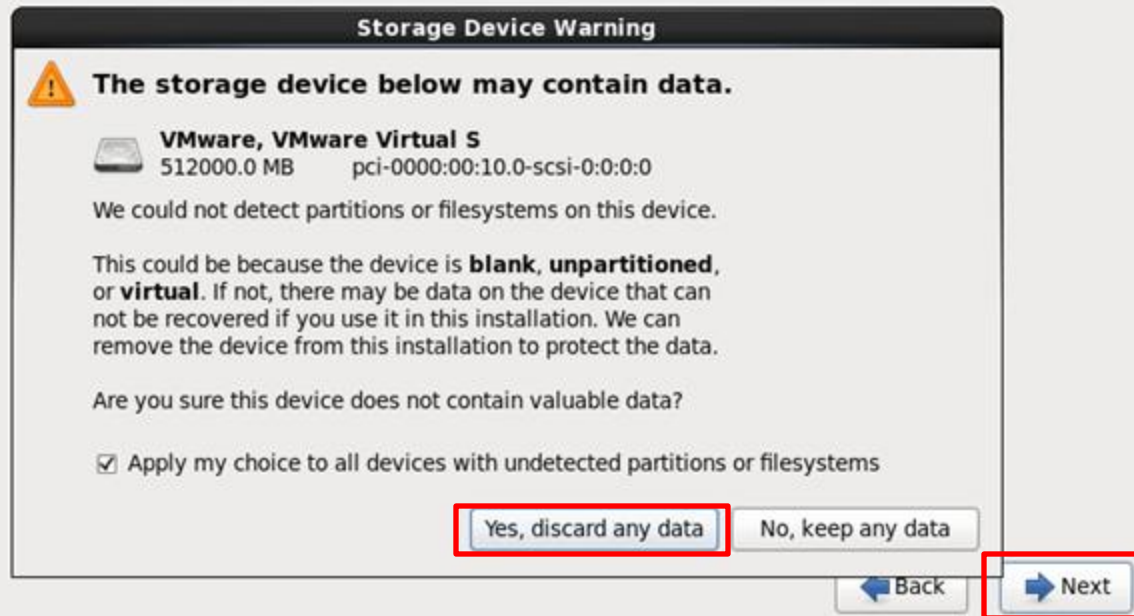 Storage Device Warning
The storage device below may contain data.
VMware, VMware Virtual S
512000.0 MB pci-0000:00:10.0-scsi-0:0:0:0
We could not detect partitions or filesystems on this device.
This could be because the device is blank, unpartitioned,
or virtual. If not, there may be data on the device that can
not be recovered if you use it in this installation. We can
remove the device from this installation to protect the data.
Are you sure this device does not contain valuable data?
Apply my choice to all devices with undetected partitions or filesystems
Yes, discard any data No, keep any data
Back Next